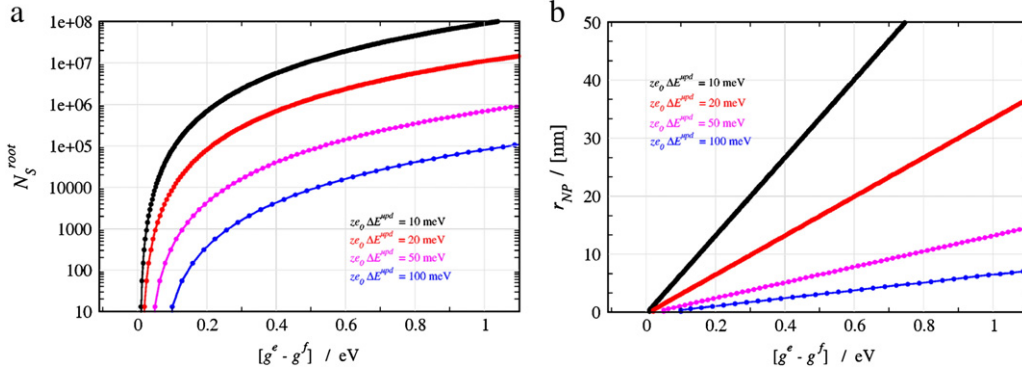 a
1e+08
1e+07
1e+06
1e+05
10000
1000
100
10
N_S^root
0
0.2
0.4
0.6
0.8
1
[g^e - g^f] / eV
ze_0 ΔE^upd = 10 meV
ze_0 ΔE^upd = 20 meV
ze_0 ΔE^upd = 50 meV
ze_0 ΔE^upd = 100 meV
b
50
40
30
20
10
0
r_NP / [nm]
0
0.2
0.4
0.6
0.8
1
[g^e - g^f] / eV
ze_0 ΔE^upd = 10 meV
ze_0 ΔE^upd = 20 meV
ze_0 ΔE^upd = 50 meV
ze_0 ΔE^upd = 100 meV